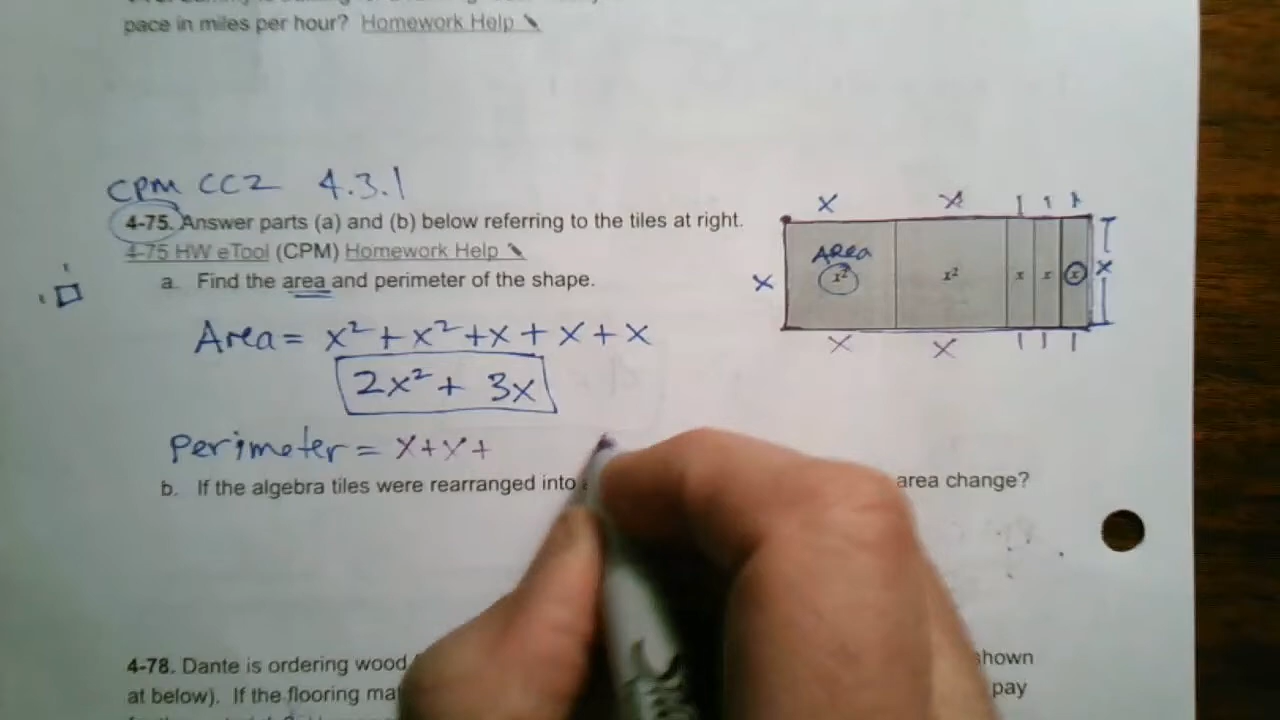 pace in miles per hour? Homework Help
CPM CC2 4.3.1
4-75. Answer parts (a) and (b) below referring to the tiles at right.
4-75 HW eTool (CPM) Homework Help
a. Find the area and perimeter of the shape.
1
1
Area = x² + x² + x + x + x
2x² + 3x
Perimeter = x + x +
b. If the algebra tiles were rearranged into area change?
x x 1 1 1
AREA
x x² x² x x x x
x x 1 1 1
4-78. Dante is ordering wood shown
at below). If the flooring pay